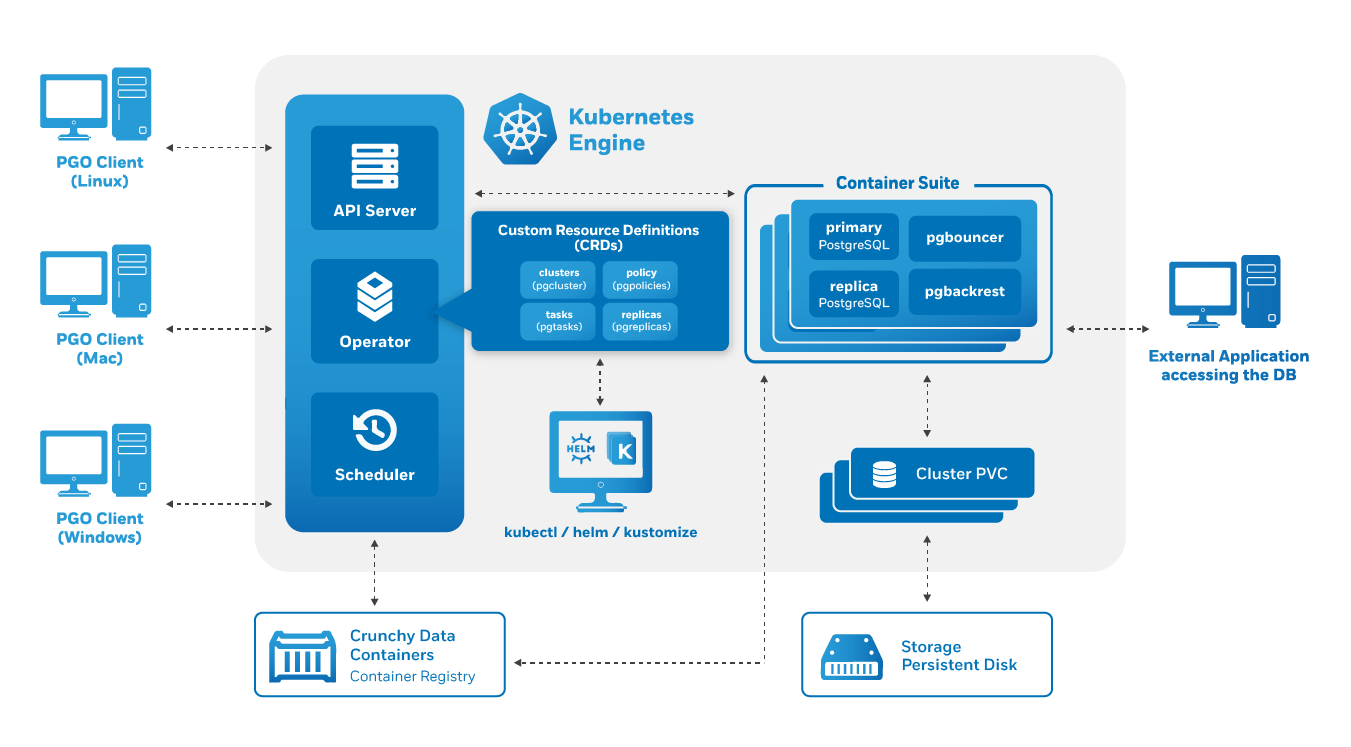 PGO Client
(Linux)
PGO Client
(Mac)
PGO Client
(Windows)
API Server
Operator
Scheduler
Kubernetes
Engine
Custom Resource Definitions
(CRDs)
clusters
(pgcluster)
policy
(pgpolicies)
tasks
(pgtasks)
replicas
(pgreplicas)
HELM
K
kubectl / helm / kustomize
Container Suite
primary
PostgreSQL
pgbouncer
replica
PostgreSQL
pgbackrest
Cluster PVC
External Application
accessing the DB
Crunchy Data
Containers
Container Registry
Storage
Persistent Disk